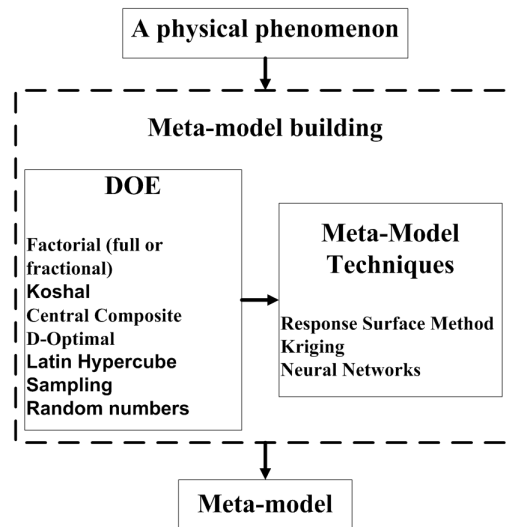 A physical phenomenon
Meta-model building
DOE
Factorial (full or
fractional)
Koshal
Central Composite
D-Optimal
Latin Hypercube
Sampling
Random numbers
Meta-Model
Techniques
Response Surface Method
Kriging
Neural Networks
Meta-model